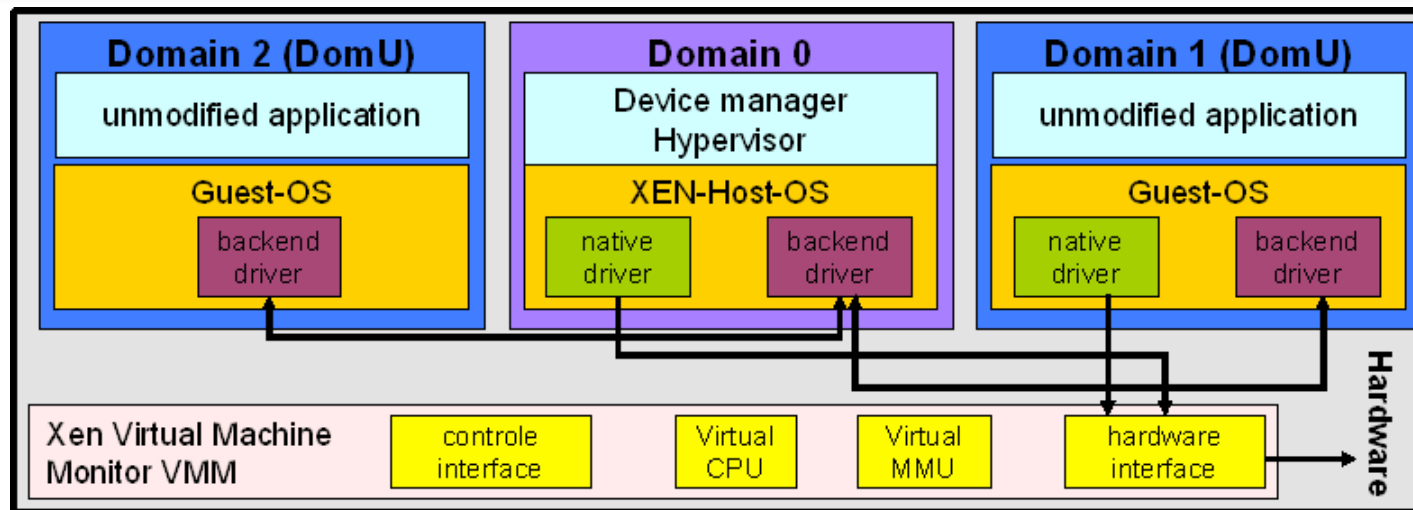 Domain 2 (DomU)
unmodified application
Guest-OS
backend
driver
Domain 0
Device manager
Hypervisor
XEN-Host-OS
native
driver
backend
driver
Domain 1 (DomU)
unmodified application
Guest-OS
native
driver
backend
driver
Hardware
Xen Virtual Machine
Monitor VMM
controle
interface
Virtual
CPU
Virtual
MMU
hardware
interface